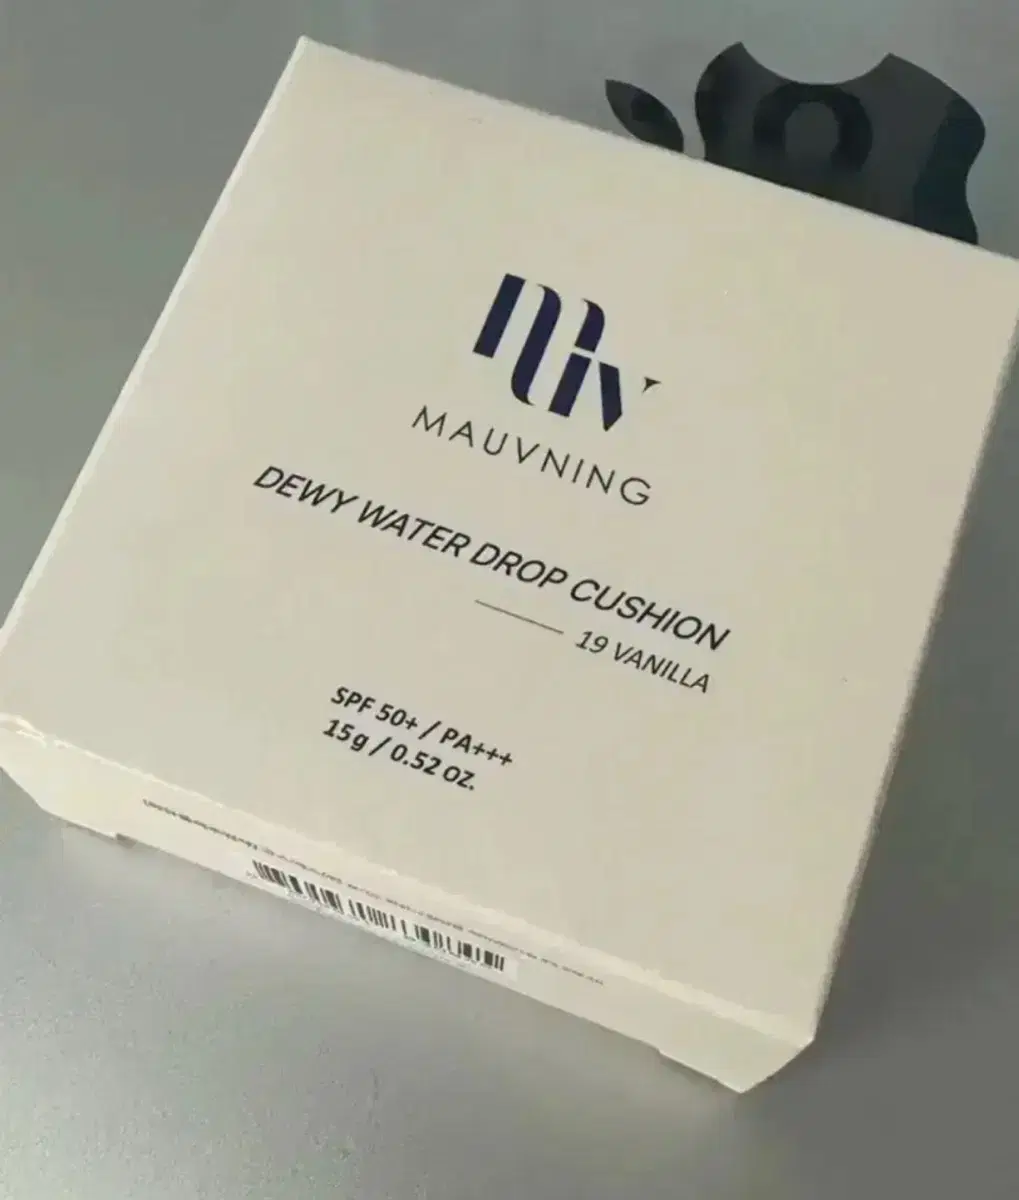 MAUVNING
DEWY WATER DROP CUSHION
19 VANILLA
SPF 50+ / PA+++
15g / 0.52 OZ.